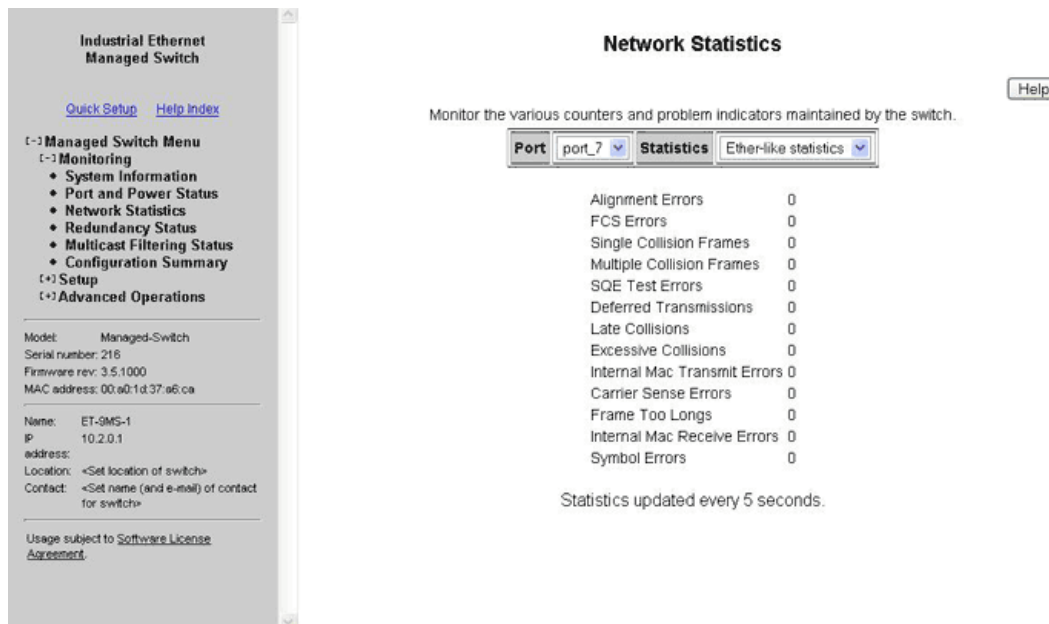 Industrial Ethernet
Managed Switch
Quick Setup Help Index
[-] Managed Switch Menu
[-] Monitoring
System Information
Port and Power Status
Network Statistics
Redundancy Status
Multicast Filtering Status
Configuration Summary
[+] Setup
[+] Advanced Operations
Model: Managed-Switch
Serial number: 216
Firmware rev: 3.5.1000
MAC address: 00:a0:1d:37:a6:ca
Name: ET-9MS-1
IP address: 10.2.0.1
Location: <Set location of switch>
Contact: <Set name (and e-mail) of contact
for switch>
Usage subject to Software License
Agreement.
Network Statistics
Help
Monitor the various counters and problem indicators maintained by the switch.
Port port_7 Statistics Ether-like statistics
Alignment Errors 0
FCS Errors 0
Single Collision Frames 0
Multiple Collision Frames 0
SQE Test Errors 0
Deferred Transmissions 0
Late Collisions 0
Excessive Collisions 0
Internal Mac Transmit Errors 0
Carrier Sense Errors 0
Frame Too Longs 0
Internal Mac Receive Errors 0
Symbol Errors 0
Statistics updated every 5 seconds.